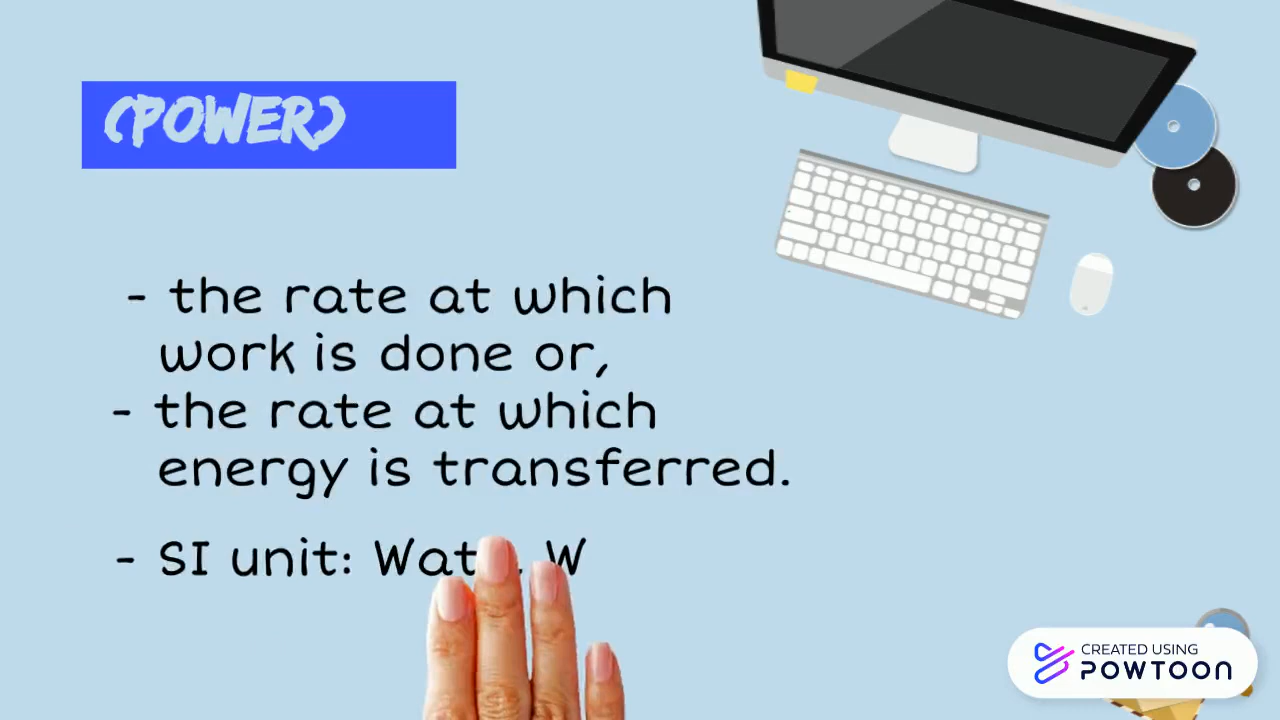 (POWER)
- the rate at which
work is done or,
- the rate at which
energy is transferred.
- SI unit: W
CREATED USING
POWTOON